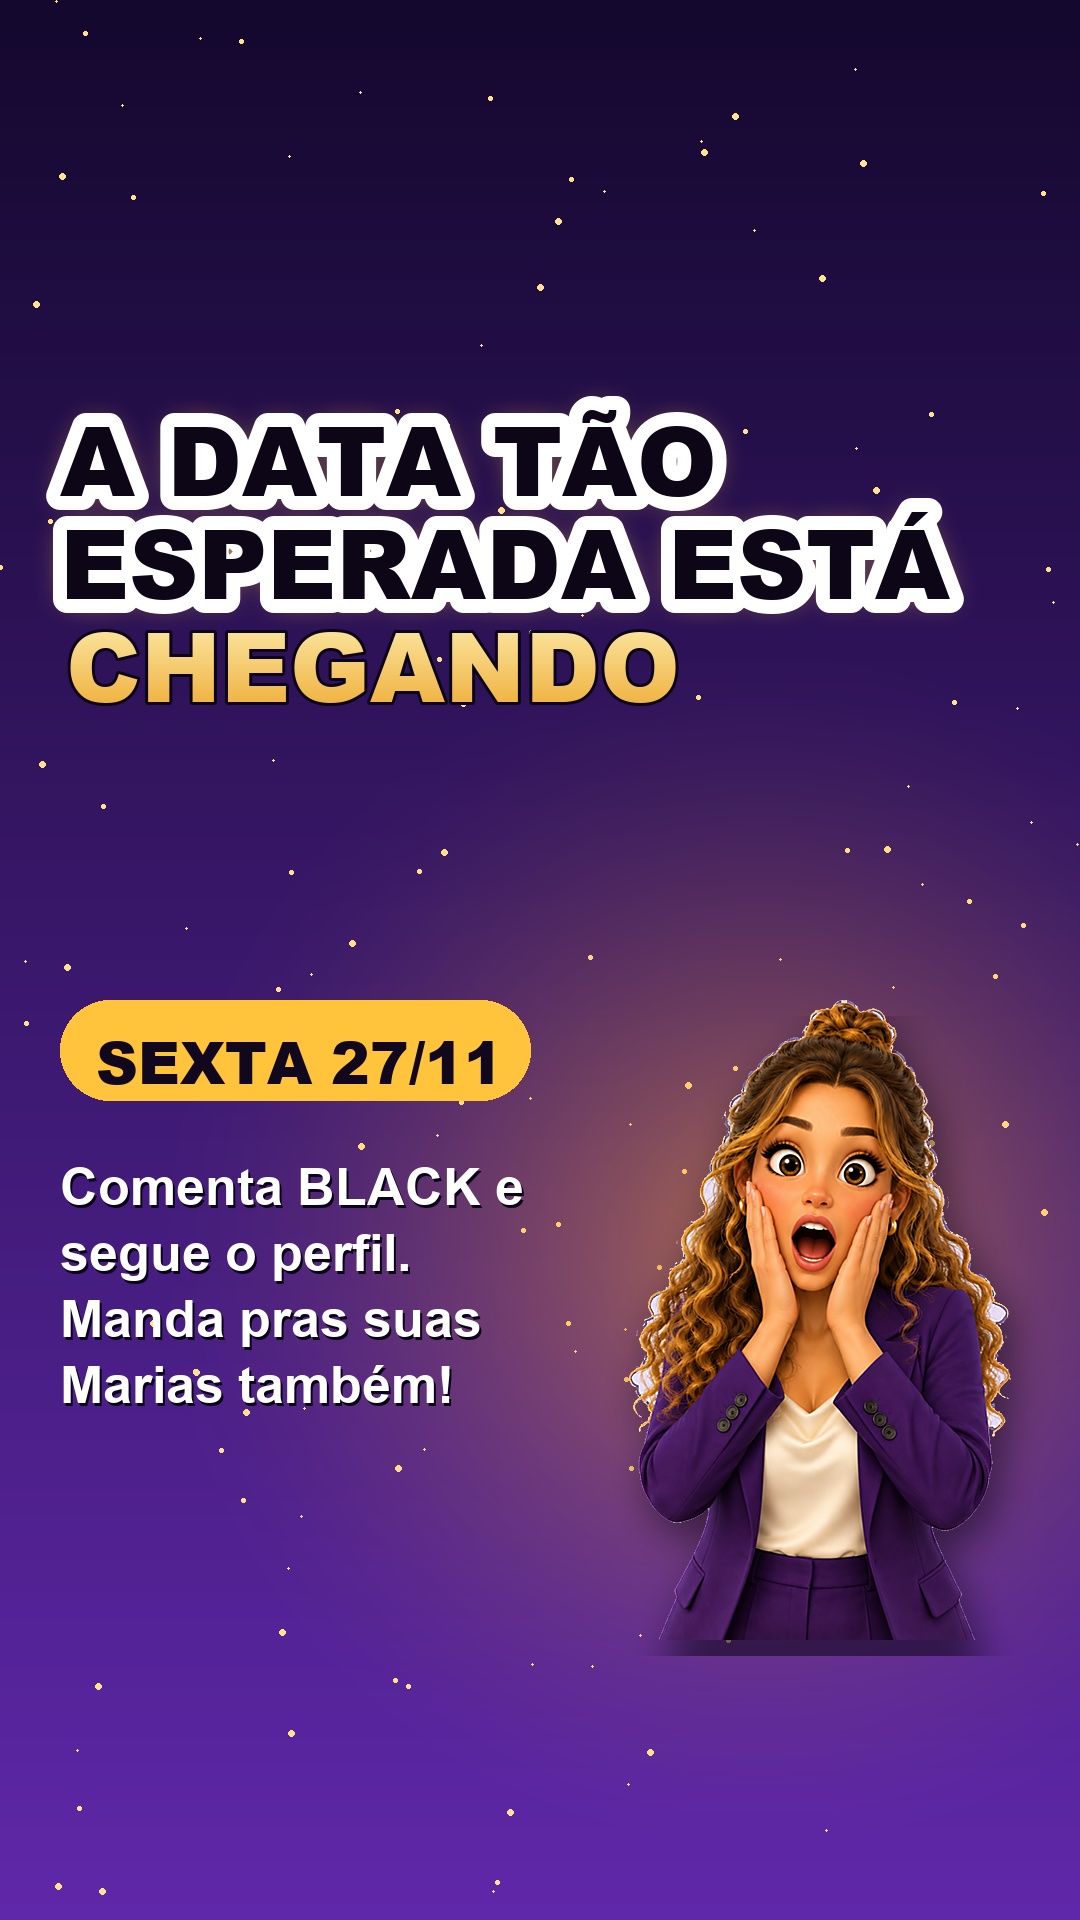 A DATA TÃO
ESPERADA ESTÁ
CHEGANDO
SEXTA 27/11
Comenta BLACK e
segue o perfil.
Manda pras suas
Marias também!